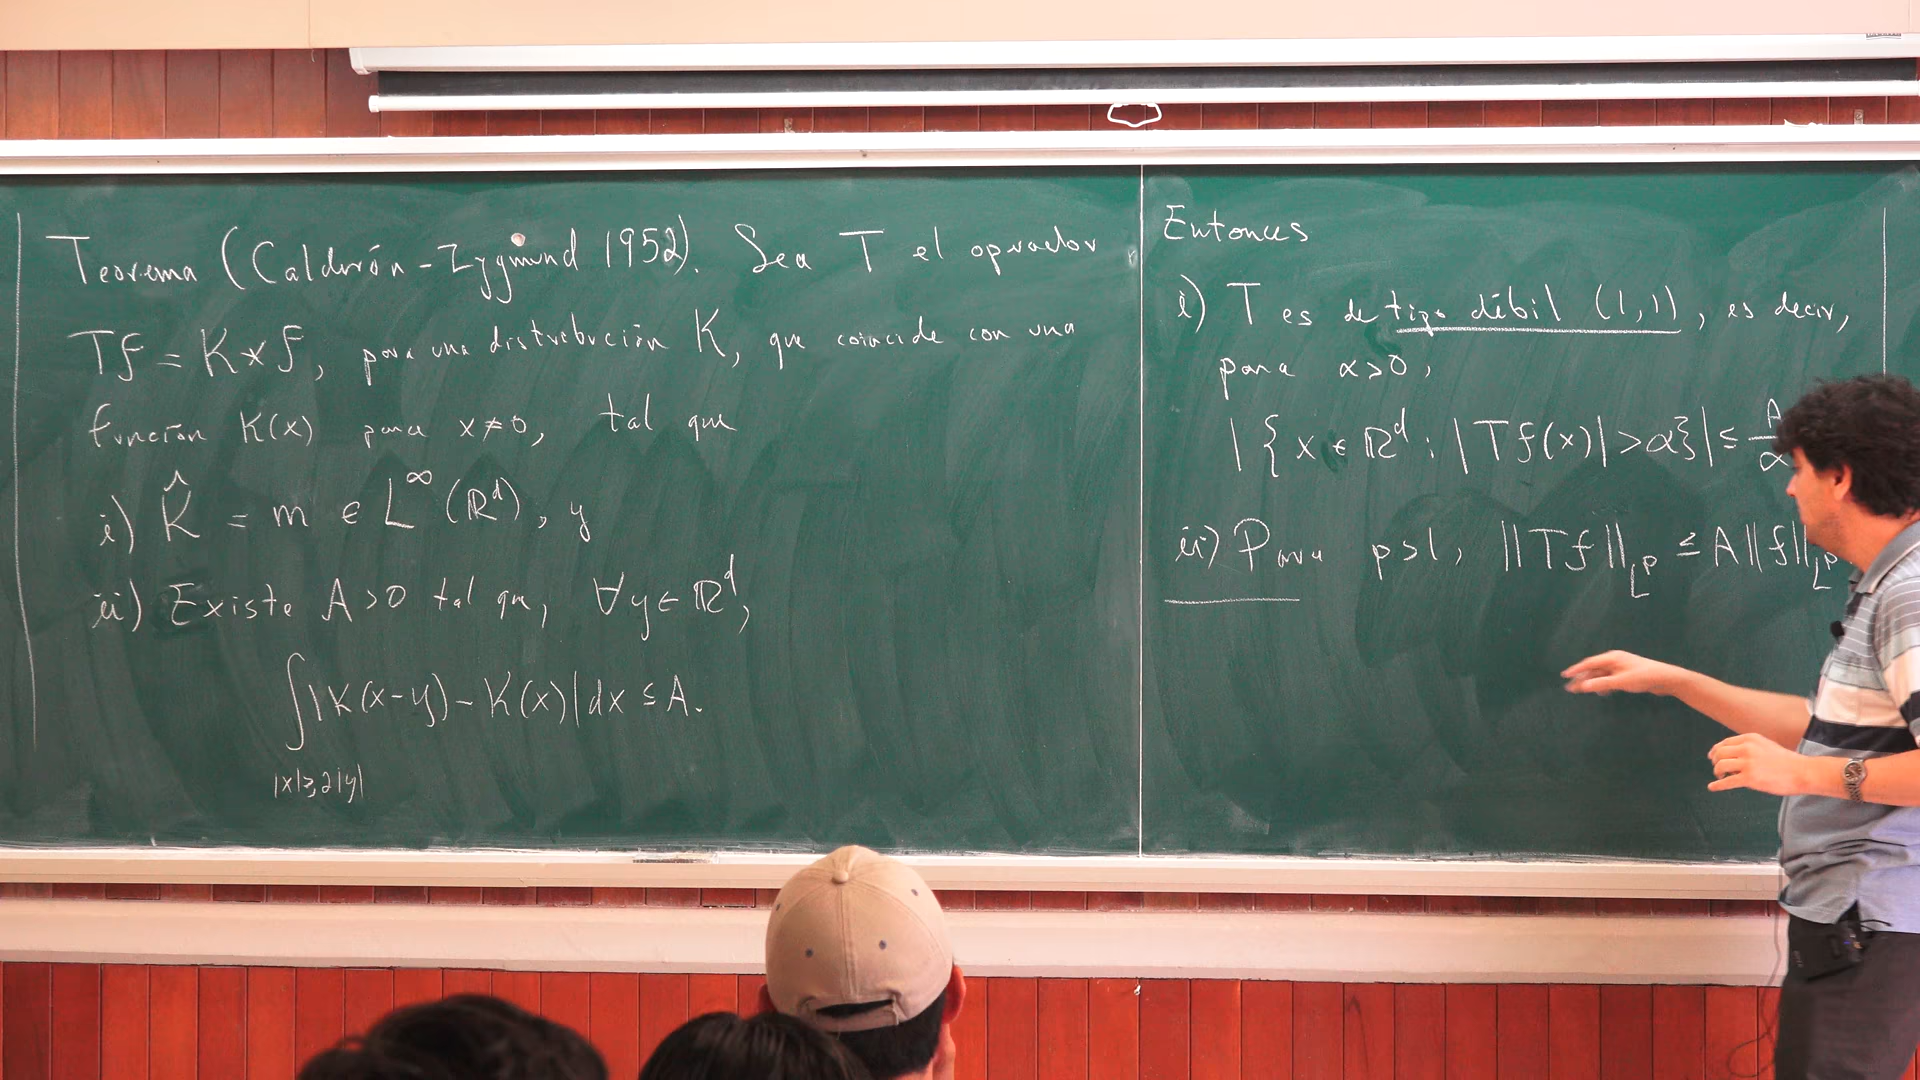 Teorema (Calderón-Zygmund 1952). Sea T el operador
Tf = K*f, para una distribución K, que coincide con una
función K(x) para x≠0, tal que
i) K̂ = m ∈ L^∞(ℝ^d), y
ii) Existe A>0 tal que, ∀y∈ℝ^d,
∫|K(x-y)-K(x)|dx ≤ A.
|x|≥2|y|
Entonces
i) T es de tipo débil (1,1), es decir,
para α>0,
|{x∈ℝ^d : |Tf(x)|>α}| ≤ A/α
ii) Para p>1, ||Tf||_{L^p} ≤ A||f||_{L^p}